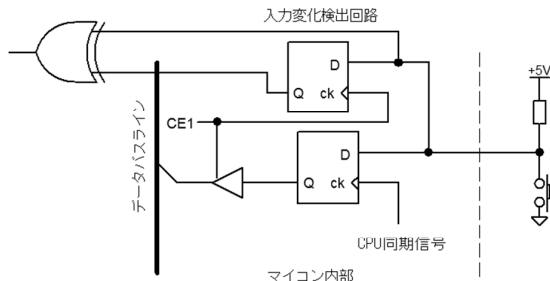 入力変化検出回路
+5V
D
Q ck
CE1
D
Q ck
データバスライン
CPU同期信号
マイコン内部